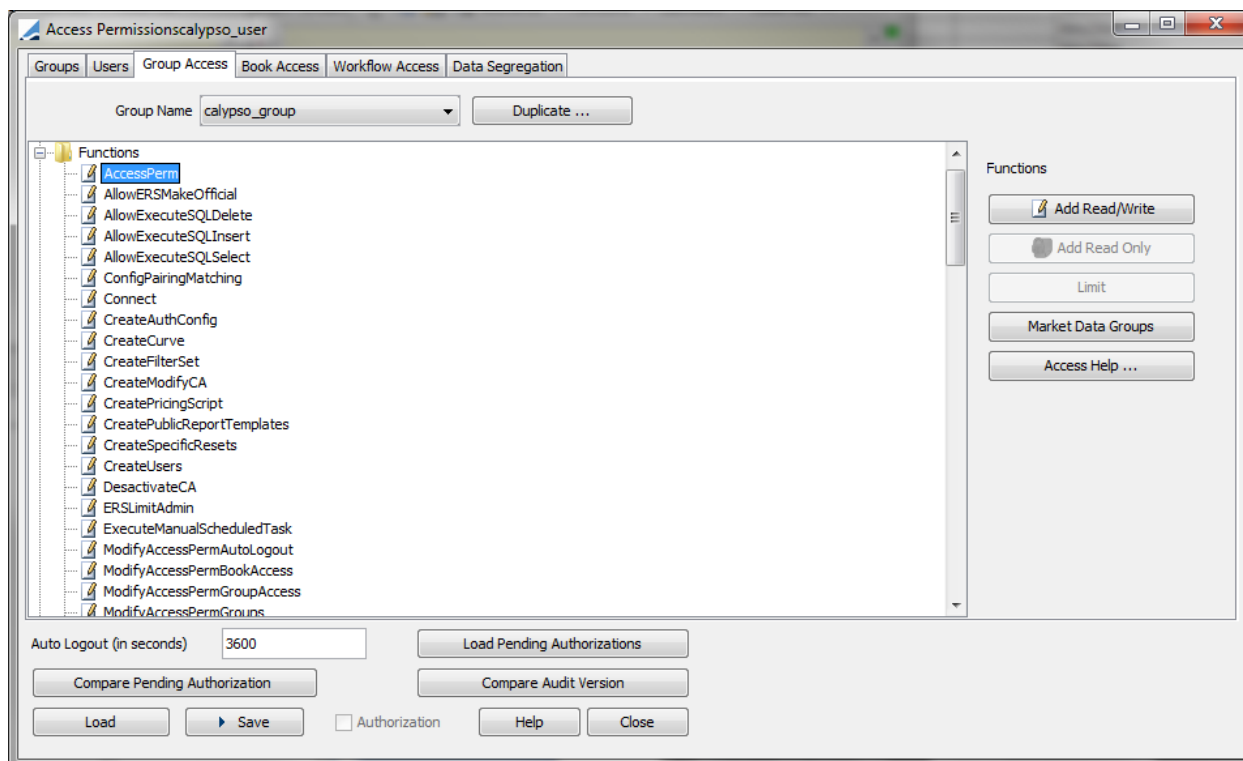 Access Permissionscalypso_user
Groups Users Group Access Book Access Workflow Access Data Segregation
Group Name calypso_group Duplicate ...
Functions
AccessPerm
AllowERSMakeOfficial
AllowExecuteSQLDelete
AllowExecuteSQLInsert
AllowExecuteSQLSelect
ConfigPairingMatching
Connect
CreateAuthConfig
CreateCurve
CreateFilterSet
CreateModifyCA
CreatePricingScript
CreatePublicReportTemplates
CreateSpecificResets
CreateUsers
DesactivateCA
ERSLimitAdmin
ExecuteManualScheduledTask
ModifyAccessPermAutoLogout
ModifyAccessPermBookAccess
ModifyAccessPermGroupAccess
ModifyAccessPermGroups
Functions
Add Read/Write
Add Read Only
Limit
Market Data Groups
Access Help ...
Auto Logout (in seconds) 3600 Load Pending Authorizations
Compare Pending Authorization Compare Audit Version
Load Save Authorization Help Close